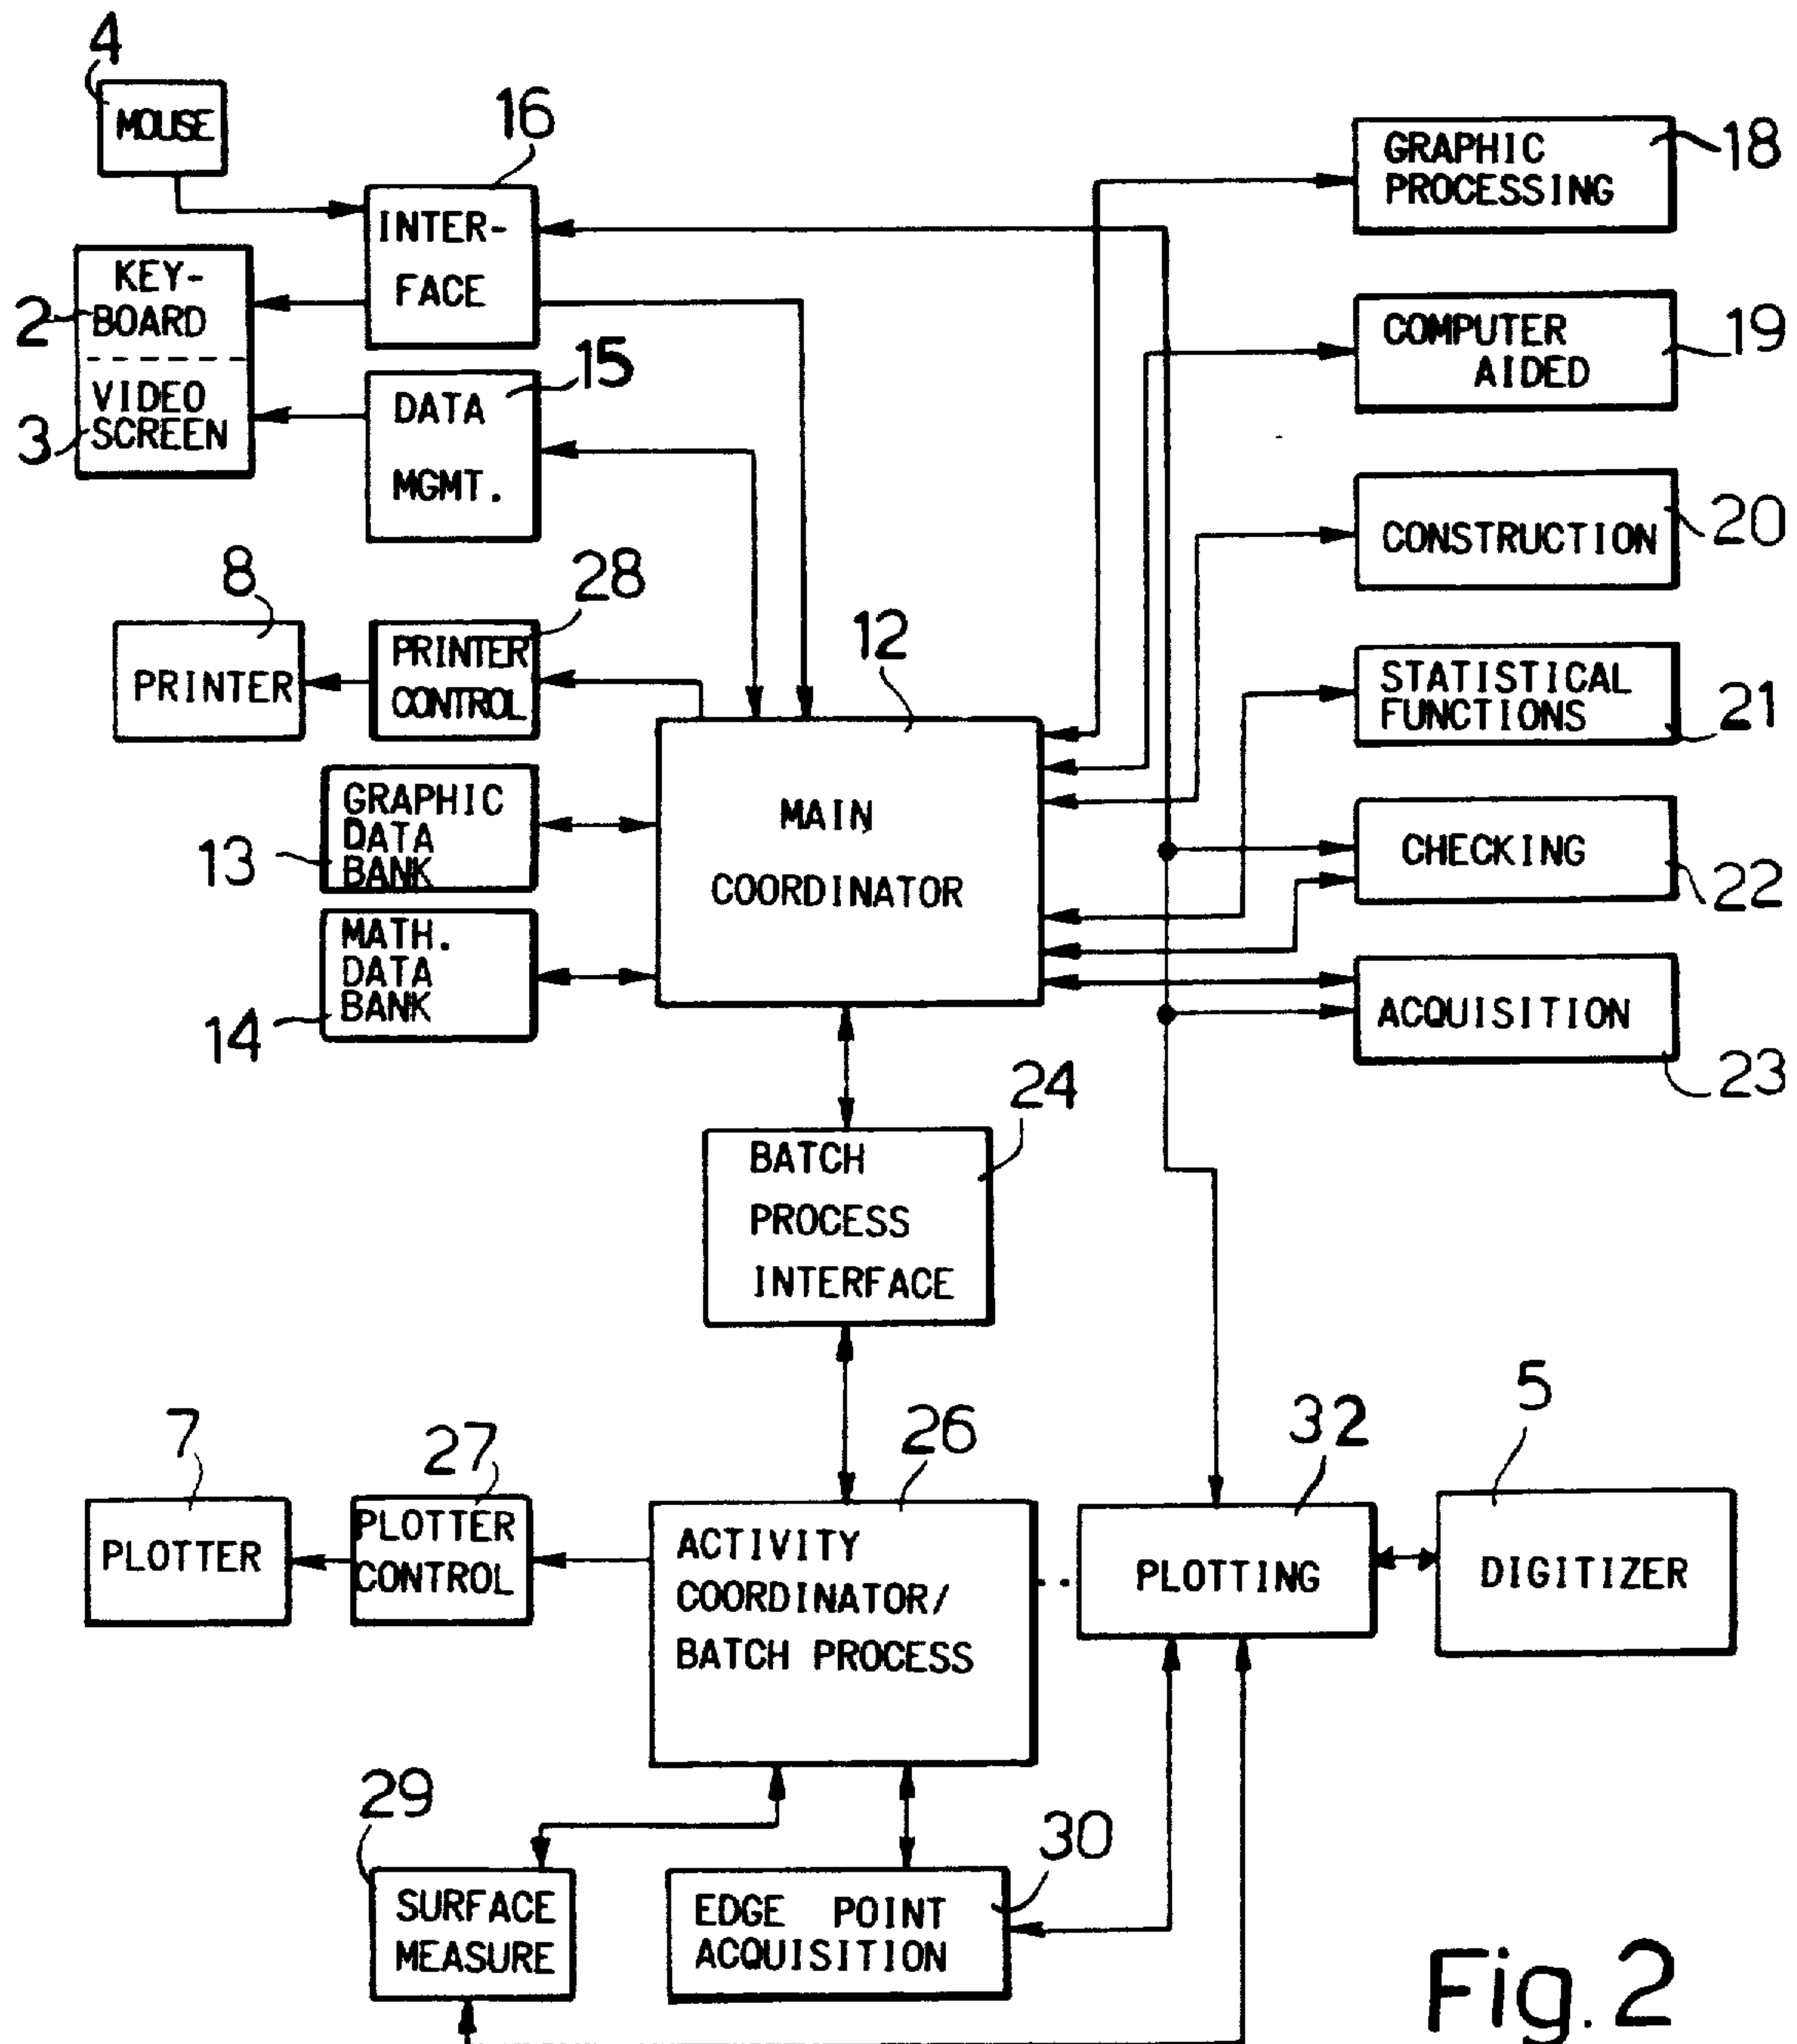 4
MOUSE
16
INTER-
FACE
GRAPHIC
PROCESSING
18
KEY-
BOARD
2
VIDEO
SCREEN
3
15
DATA
MGMT.
COMPUTER
AIDED
19
CONSTRUCTION
20
8
PRINTER
28
PRINTER
CONTROL
12
MAIN
COORDINATOR
STATISTICAL
FUNCTIONS
21
GRAPHIC
DATA
BANK
13
CHECKING
22
MATH.
DATA
BANK
14
ACQUISITION
23
24
BATCH
PROCESS
INTERFACE
7
PLOTTER
27
PLOTTER
CONTROL
26
ACTIVITY
COORDINATOR/
BATCH PROCESS
32
PLOTTING
5
DIGITIZER
29
SURFACE
MEASURE
30
EDGE POINT
ACQUISITION
Fig. 2